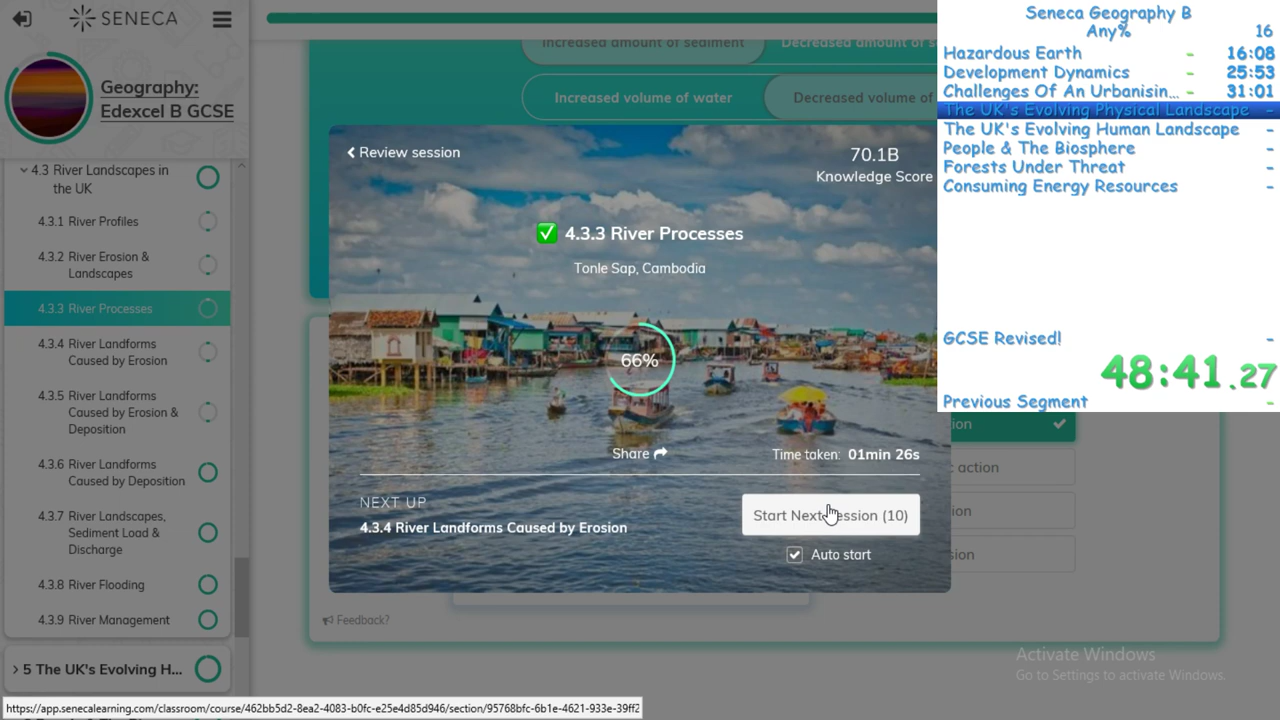 SENECA
Geography:
Edexcel B GCSE
4.3 River Landscapes in
the UK
4.3.1 River Profiles
4.3.2 River Erosion &
Landscapes
4.3.3 River Processes
4.3.4 River Landforms
Caused by Erosion
4.3.5 River Landforms
Caused by Erosion &
Deposition
4.3.6 River Landforms
Caused by Deposition
4.3.7 River Landscapes,
Sediment Load &
Discharge
4.3.8 River Flooding
4.3.9 River Management
5 The UK's Evolving H...
Increased amount of sediment
Decreased amount of s
Increased volume of water
Decreased volume of
Review session
70.1B
Knowledge Score
4.3.3 River Processes
Tonle Sap, Cambodia
66%
Share
Time taken: 01min 26s
NEXT UP
4.3.4 River Landforms Caused by Erosion
Start Next Session (10)
Auto start
ion
action
ion
sion
Feedback?
Seneca Geography B
Any% 16
Hazardous Earth - 16:08
Development Dynamics - 25:53
Challenges Of An Urbanisin... - 31:01
The UK's Evolving Physical Landscape -
The UK's Evolving Human Landscape -
People & The Biosphere -
Forests Under Threat -
Consuming Energy Resources -
GCSE Revised! -
48:41.27
Previous Segment -
Activate Windows
Go to Settings to activate Windows.
https://app.senecalearning.com/classroom/course/462bb5d2-8ea2-4083-b0fc-e25e4d85d946/section/95768bfc-6b1e-4621-933e-39ff2